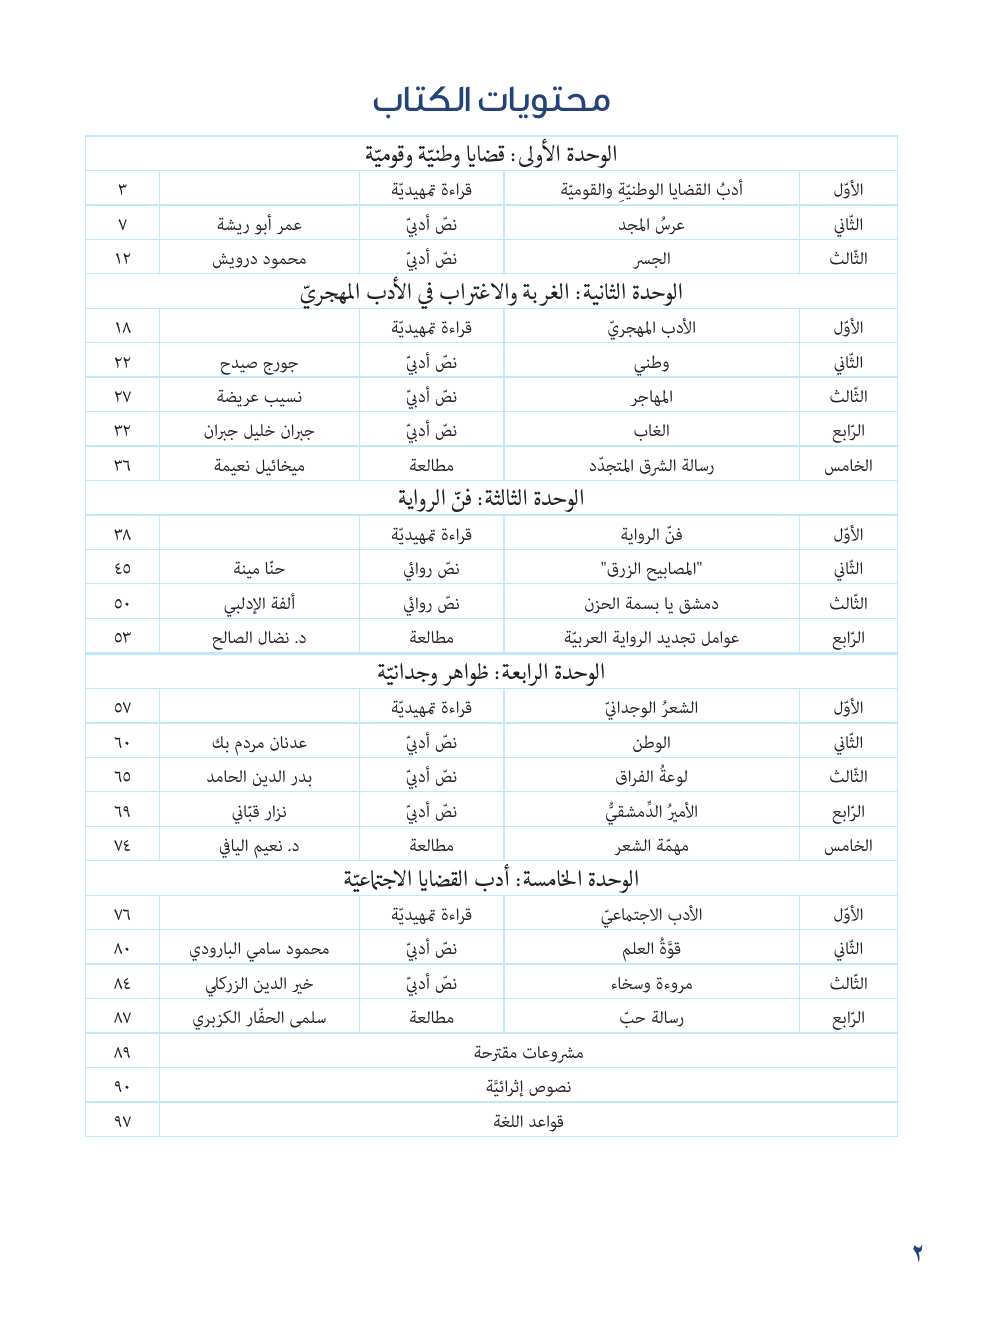 محتويات الكتاب
الوحدة الأولى: قضايا وطنيّة وقوميّة
الأوّل أدبُ القضايا الوطنيّةِ والقوميّة قراءة تمهيديّة ٣
الثّاني عرسُ المجد نصّ أدبيّ عمر أبو ريشة ٧
الثّالث الجسر نصّ أدبيّ محمود درويش ١٢
الوحدة الثانية: الغربة والاغتراب في الأدب المهجريّ
الأوّل الأدب المهجريّ قراءة تمهيديّة ١٨
الثّاني وطني نصّ أدبيّ جورج صيدح ٢٢
الثّالث المهاجر نصّ أدبيّ نسيب عريضة ٢٧
الرّابع الغاب نصّ أدبيّ جبران خليل جبران ٣٢
الخامس رسالة الشرق المتجدّد مطالعة ميخائيل نعيمة ٣٦
الوحدة الثالثة: فنّ الرواية
الأوّل فنّ الرواية قراءة تمهيديّة ٣٨
الثّاني "المصابيح الزرق" نصّ روائي حنّا مينة ٤٥
الثّالث دمشق يا بسمة الحزن نصّ روائي ألفة الإدلبي ٥٠
الرّابع عوامل تجديد الرواية العربيّة مطالعة د. نضال الصالح ٥٣
الوحدة الرابعة: ظواهر وجدانيّة
الأوّل الشعرُ الوجدانيّ قراءة تمهيديّة ٥٧
الثّاني الوطن نصّ أدبيّ عدنان مردم بك ٦٠
الثّالث لوعةُ الفراق نصّ أدبيّ بدر الدين الحامد ٦٥
الرّابع الأميرُ الدِّمشقيُّ نصّ أدبيّ نزار قبّاني ٦٩
الخامس مهمّة الشعر مطالعة د. نعيم اليافي ٧٤
الوحدة الخامسة: أدب القضايا الاجتماعيّة
الأوّل الأدب الاجتماعيّ قراءة تمهيديّة ٧٦
الثّاني قوَّةُ العلم نصّ أدبيّ محمود سامي البارودي ٨٠
الثّالث مروءة وسخاء نصّ أدبيّ خير الدين الزركلي ٨٤
الرّابع رسالة حبّ مطالعة سلمى الحفّار الكزبري ٨٧
مشروعات مقترحة ٨٩
نصوص إثرائيَّة ٩٠
قواعد اللغة ٩٧
٢